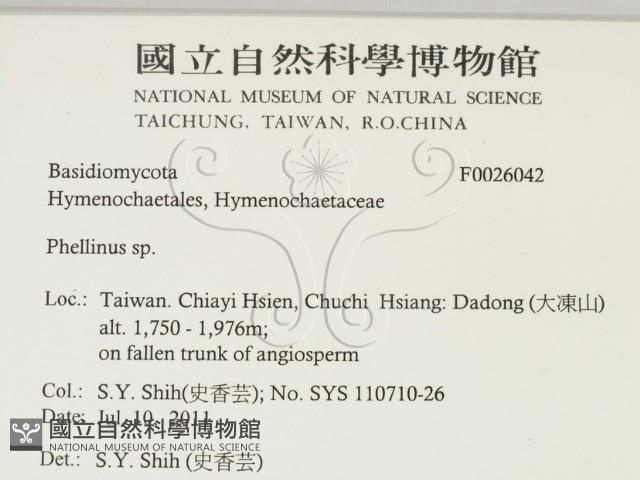 國立自然科學博物館
NATIONAL MUSEUM OF NATURAL SCIENCE
TAICHUNG, TAIWAN, R.O.CHINA
Basidiomycota F0026042
Hymenochaetales, Hymenochaetaceae
Phellinus sp.
Loc.: Taiwan. Chiayi Hsien, Chuchi Hsiang: Dadong (大凍山)
alt. 1,750 - 1,976m;
on fallen trunk of angiosperm
Col.: S.Y. Shih(史香芸); No. SYS 110710-26
Date: Jul. 10, 2011
國立自然科學博物館
NATIONAL MUSEUM OF NATURAL SCIENCE
Det.: S.Y. Shih (史香芸)